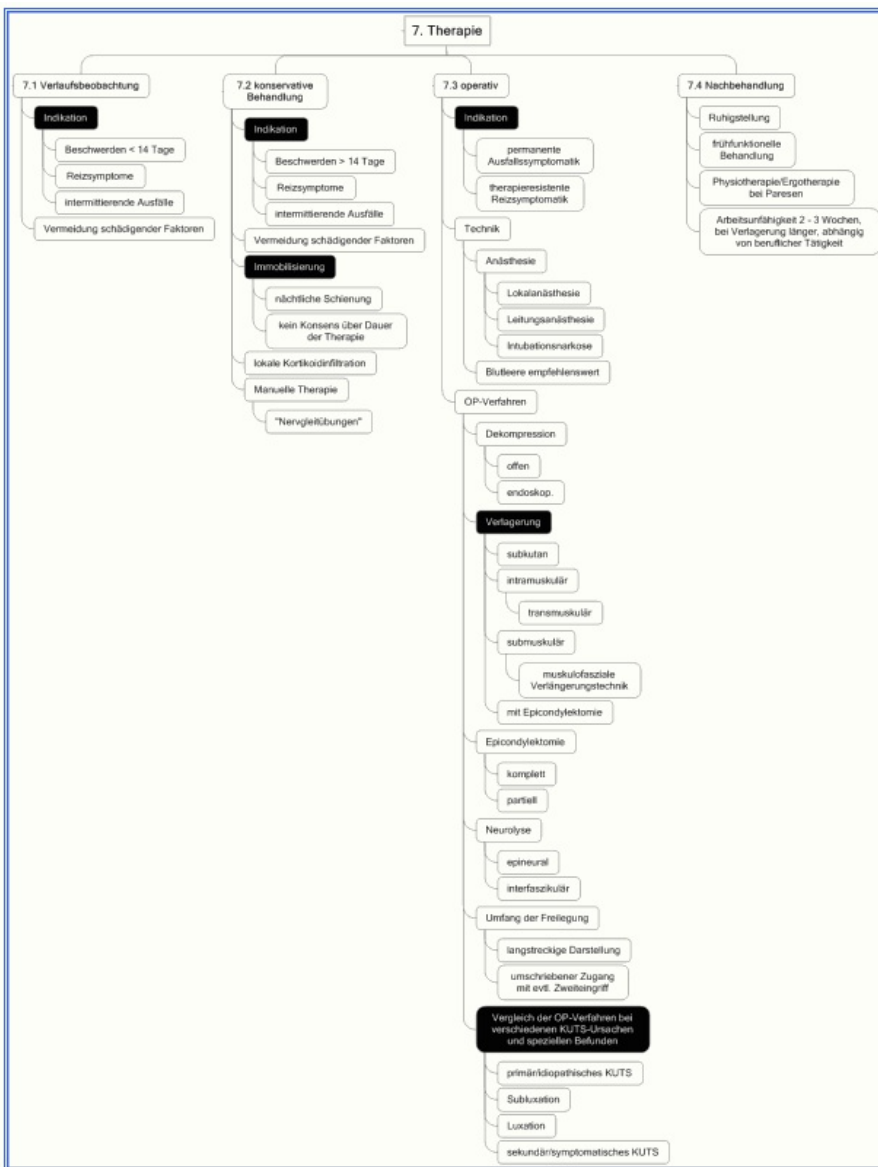 7. Therapie
7.1 Verlaufsbeobachtung
Indikation
Beschwerden < 14 Tage
Reizsymptome
intermittierende Ausfälle
Vermeidung schädigender Faktoren
7.2 konservative
Behandlung
Indikation
Beschwerden > 14 Tage
Reizsymptome
intermittierende Ausfälle
Vermeidung schädigender Faktoren
Immobilisierung
nächtliche Schienung
kein Konsens über Dauer
der Therapie
lokale Kortikoidinfiltration
Manuelle Therapie
"Nervgleitübungen"
7.3 operativ
Indikation
permanente
Ausfallssymptomatik
therapieresistente
Reizsymptomatik
Technik
Anästhesie
Lokalanästhesie
Leitungsanästhesie
Intubationsnarkose
Blutleere empfehlenswert
OP-Verfahren
Dekompression
offen
endoskop.
Verlagerung
subkutan
intramuskulär
transmuskulär
submuskulär
muskulofasziale
Verlängerungstechnik
mit Epicondylektomie
Epicondylektomie
komplett
partiell
Neurolyse
epineural
interfaszikulär
Umfang der Freilegung
langstreckige Darstellung
umschriebener Zugang
mit evtl. Zweiteingriff
Vergleich der OP-Verfahren bei
verschiedenen KUTS-Ursachen
und speziellen Befunden
primär/idiopathisches KUTS
Subluxation
Luxation
sekundär/symptomatisches KUTS
7.4 Nachbehandlung
Ruhigstellung
frühfunktionelle
Behandlung
Physiotherapie/Ergotherapie
bei Paresen
Arbeitsunfähigkeit 2 - 3 Wochen,
bei Verlagerung länger, abhängig
von beruflicher Tätigkeit